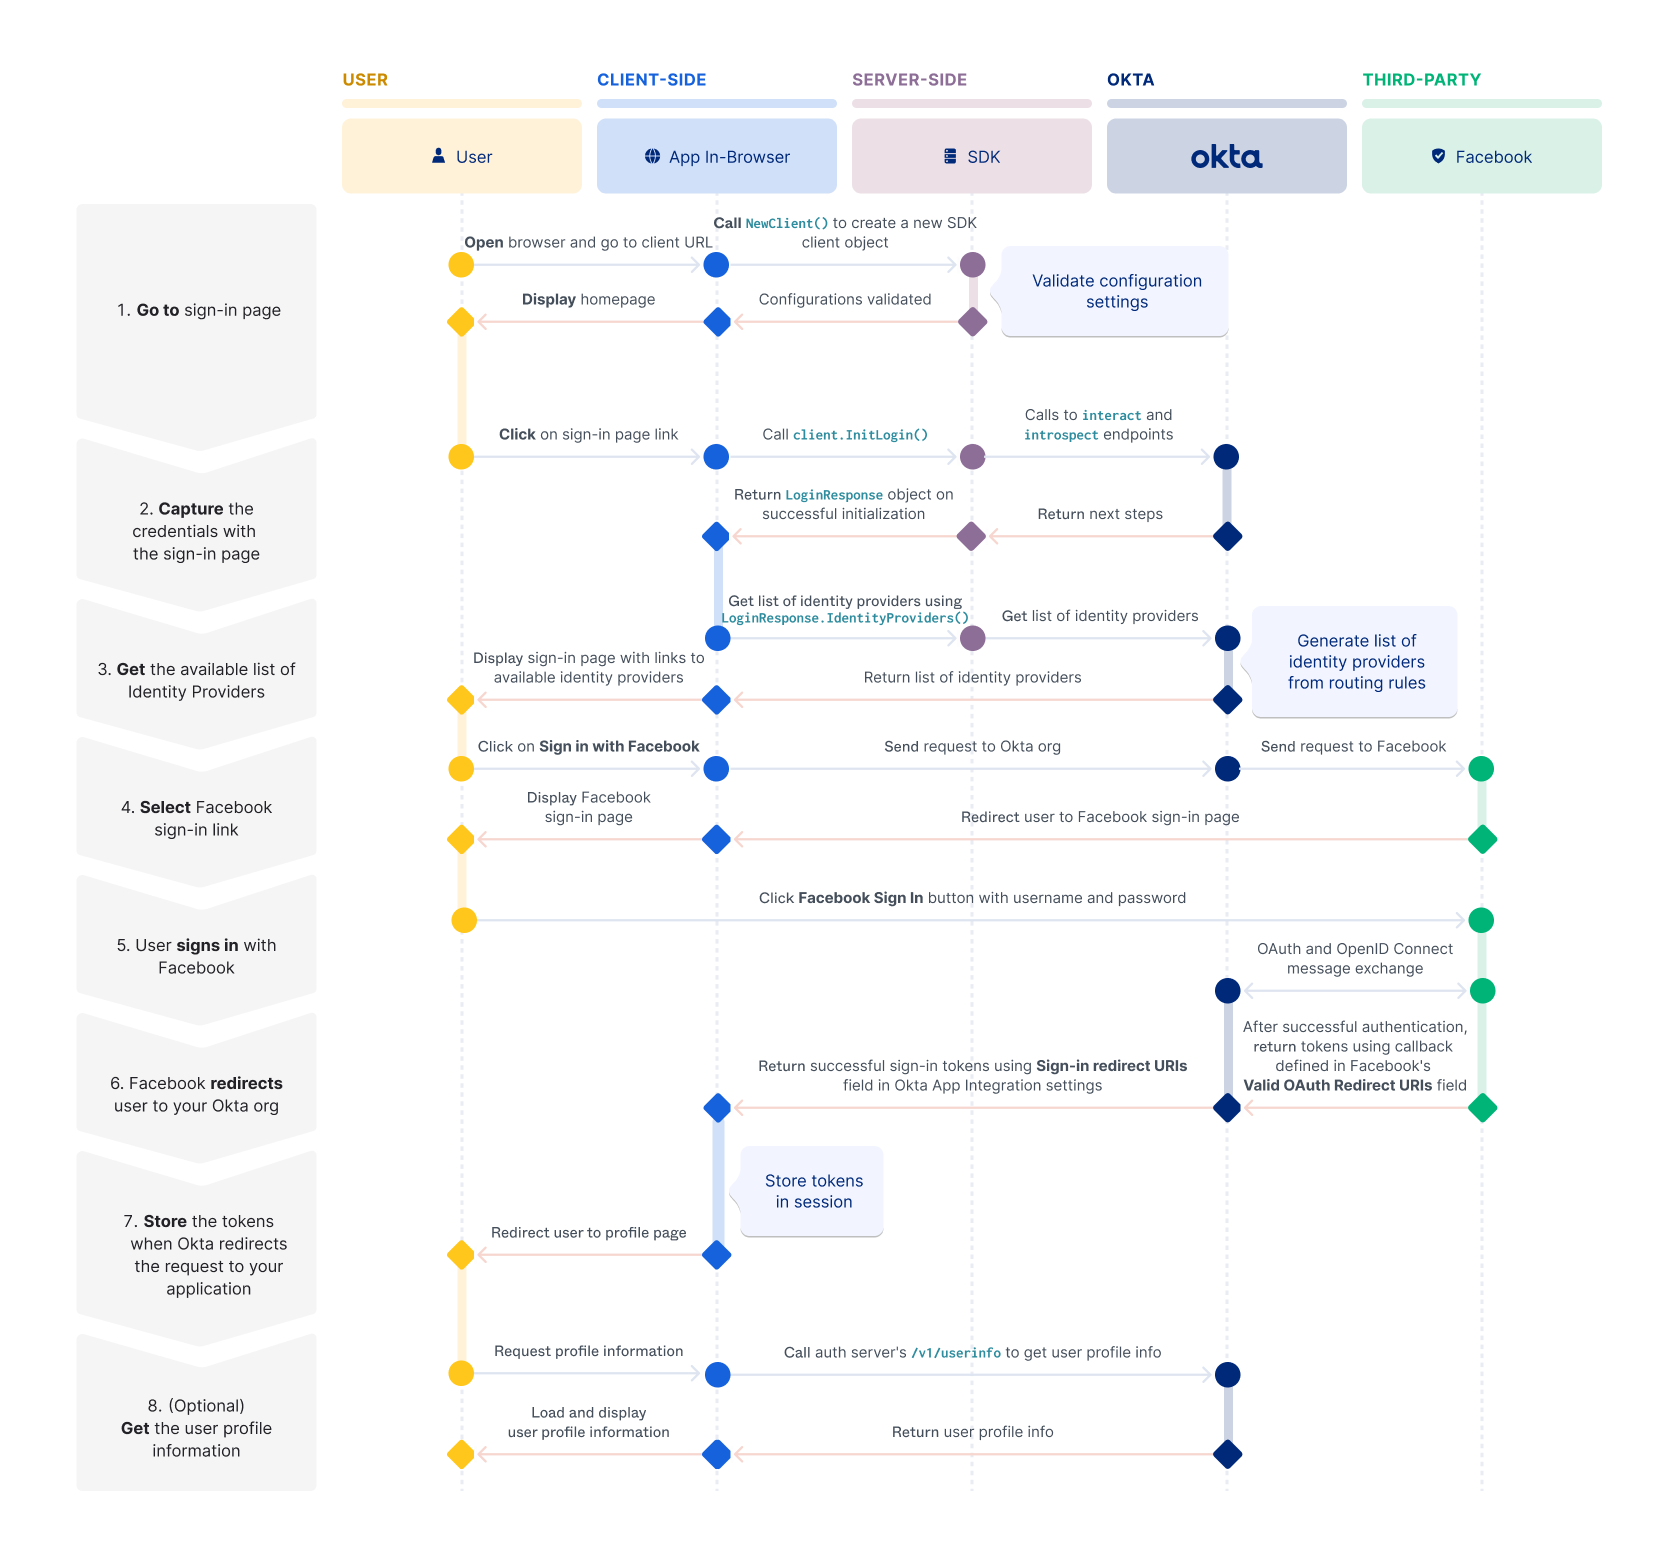 USER
CLIENT-SIDE
SERVER-SIDE
OKTA
THIRD-PARTY
User
App In-Browser
SDK
okta
Facebook
1. Go to sign-in page
Open browser and go to client URL
Call NewClient() to create a new SDK
client object
Validate configuration
settings
Display homepage
Configurations validated
Click on sign-in page link
Call client.InitLogin()
Calls to interact and
introspect endpoints
2. Capture the
credentials with
the sign-in page
Return LoginResponse object on
successful initialization
Return next steps
Get list of identity providers using
LoginResponse.IdentityProviders()
Get list of identity providers
Generate list of
identity providers
from routing rules
3. Get the available list of
Identity Providers
Display sign-in page with links to
available identity providers
Return list of identity providers
4. Select Facebook
sign-in link
Click on Sign in with Facebook
Send request to Okta org
Send request to Facebook
Display Facebook
sign-in page
Redirect user to Facebook sign-in page
5. User signs in with
Facebook
Click Facebook Sign In button with username and password
OAuth and OpenID Connect
message exchange
6. Facebook redirects
user to your Okta org
After successful authentication,
return tokens using callback
defined in Facebook's
Valid OAuth Redirect URIs field
Return successful sign-in tokens using Sign-in redirect URIs
field in Okta App Integration settings
7. Store the tokens
when Okta redirects
the request to your
application
Store tokens
in session
Redirect user to profile page
8. (Optional)
Get the user profile
information
Request profile information
Call auth server's /v1/userinfo to get user profile info
Load and display
user profile information
Return user profile info